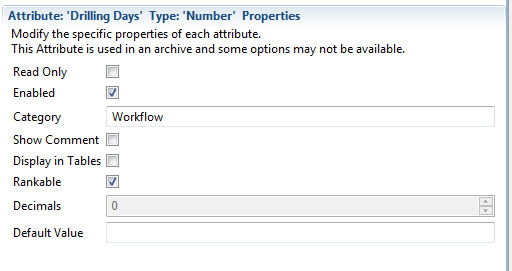 Attribute: 'Drilling Days' Type: 'Number' Properties
Modify the specific properties of each attribute.
This Attribute is used in an archive and some options may not be available.
Read Only
Enabled
Category Workflow
Show Comment
Display in Tables
Rankable
Decimals 0
Default Value